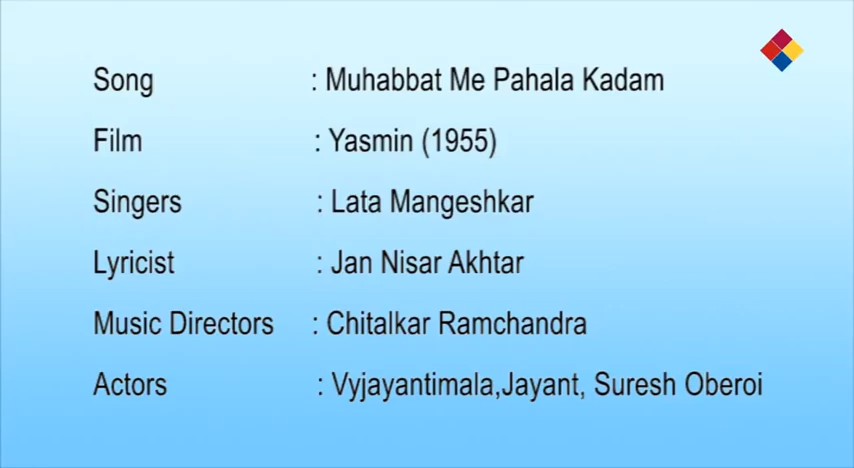 Song : Muhabbat Me Pahala Kadam
Film : Yasmin (1955)
Singers : Lata Mangeshkar
Lyricist : Jan Nisar Akhtar
Music Directors : Chitalkar Ramchandra
Actors : Vyjayantimala,Jayant, Suresh Oberoi